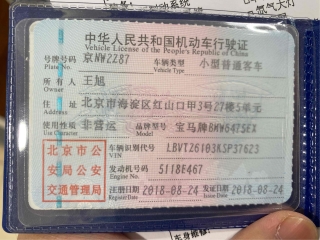 中华人民共和国机动车行驶证
Vehicle License of the People's Republic of China
号牌号码 京NW2Z87 车辆类型 小型普通客车
Plate No. Vehicle Type
所有人 王旭
Owner
住址 北京市海淀区红山口甲3号27楼5单元
Address
使用性质 非营运 品牌型号 宝马牌BMW6475EX
Use Character Model
北京市公安局公安交通管理局
车辆识别代号 LBVTZ6103KSP37623
VIN
发动机号码 5118E467
Engine No.
注册日期 2018-08-24 发证日期 2018-08-24
Register Date Issue Date